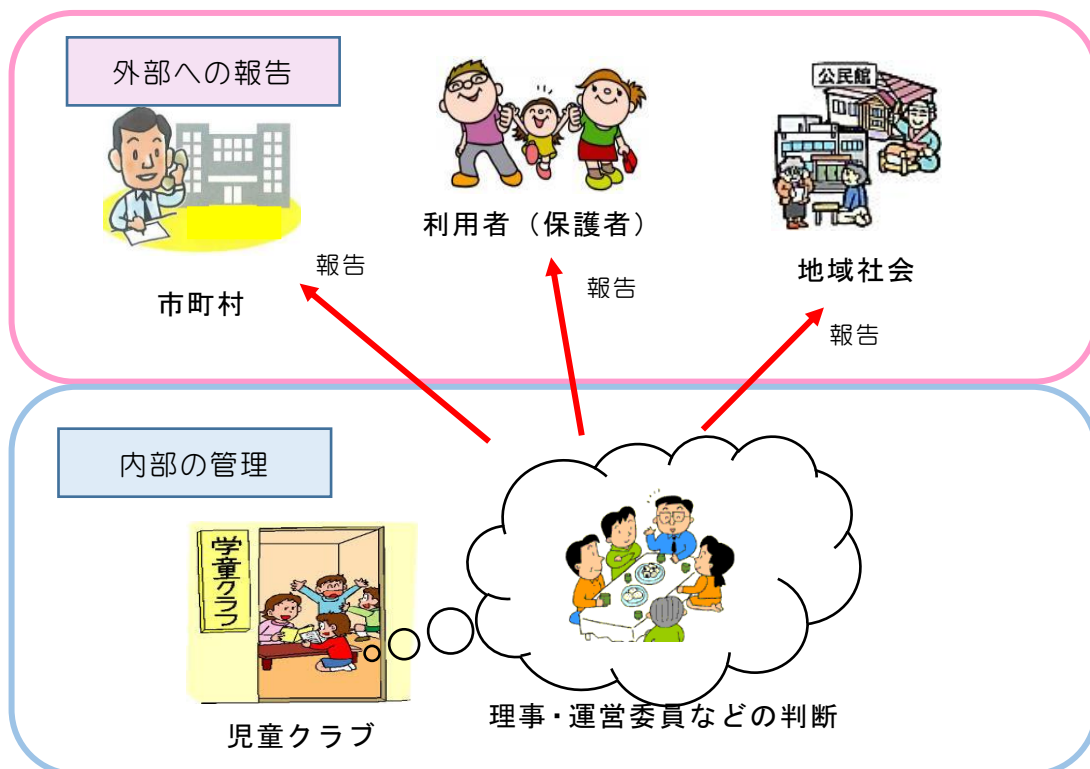 外部への報告
公民館
利用者（保護者）
地域社会
市町村
報告
報告
報告
内部の管理
学童クラブ
児童クラブ
理事・運営委員などの判断